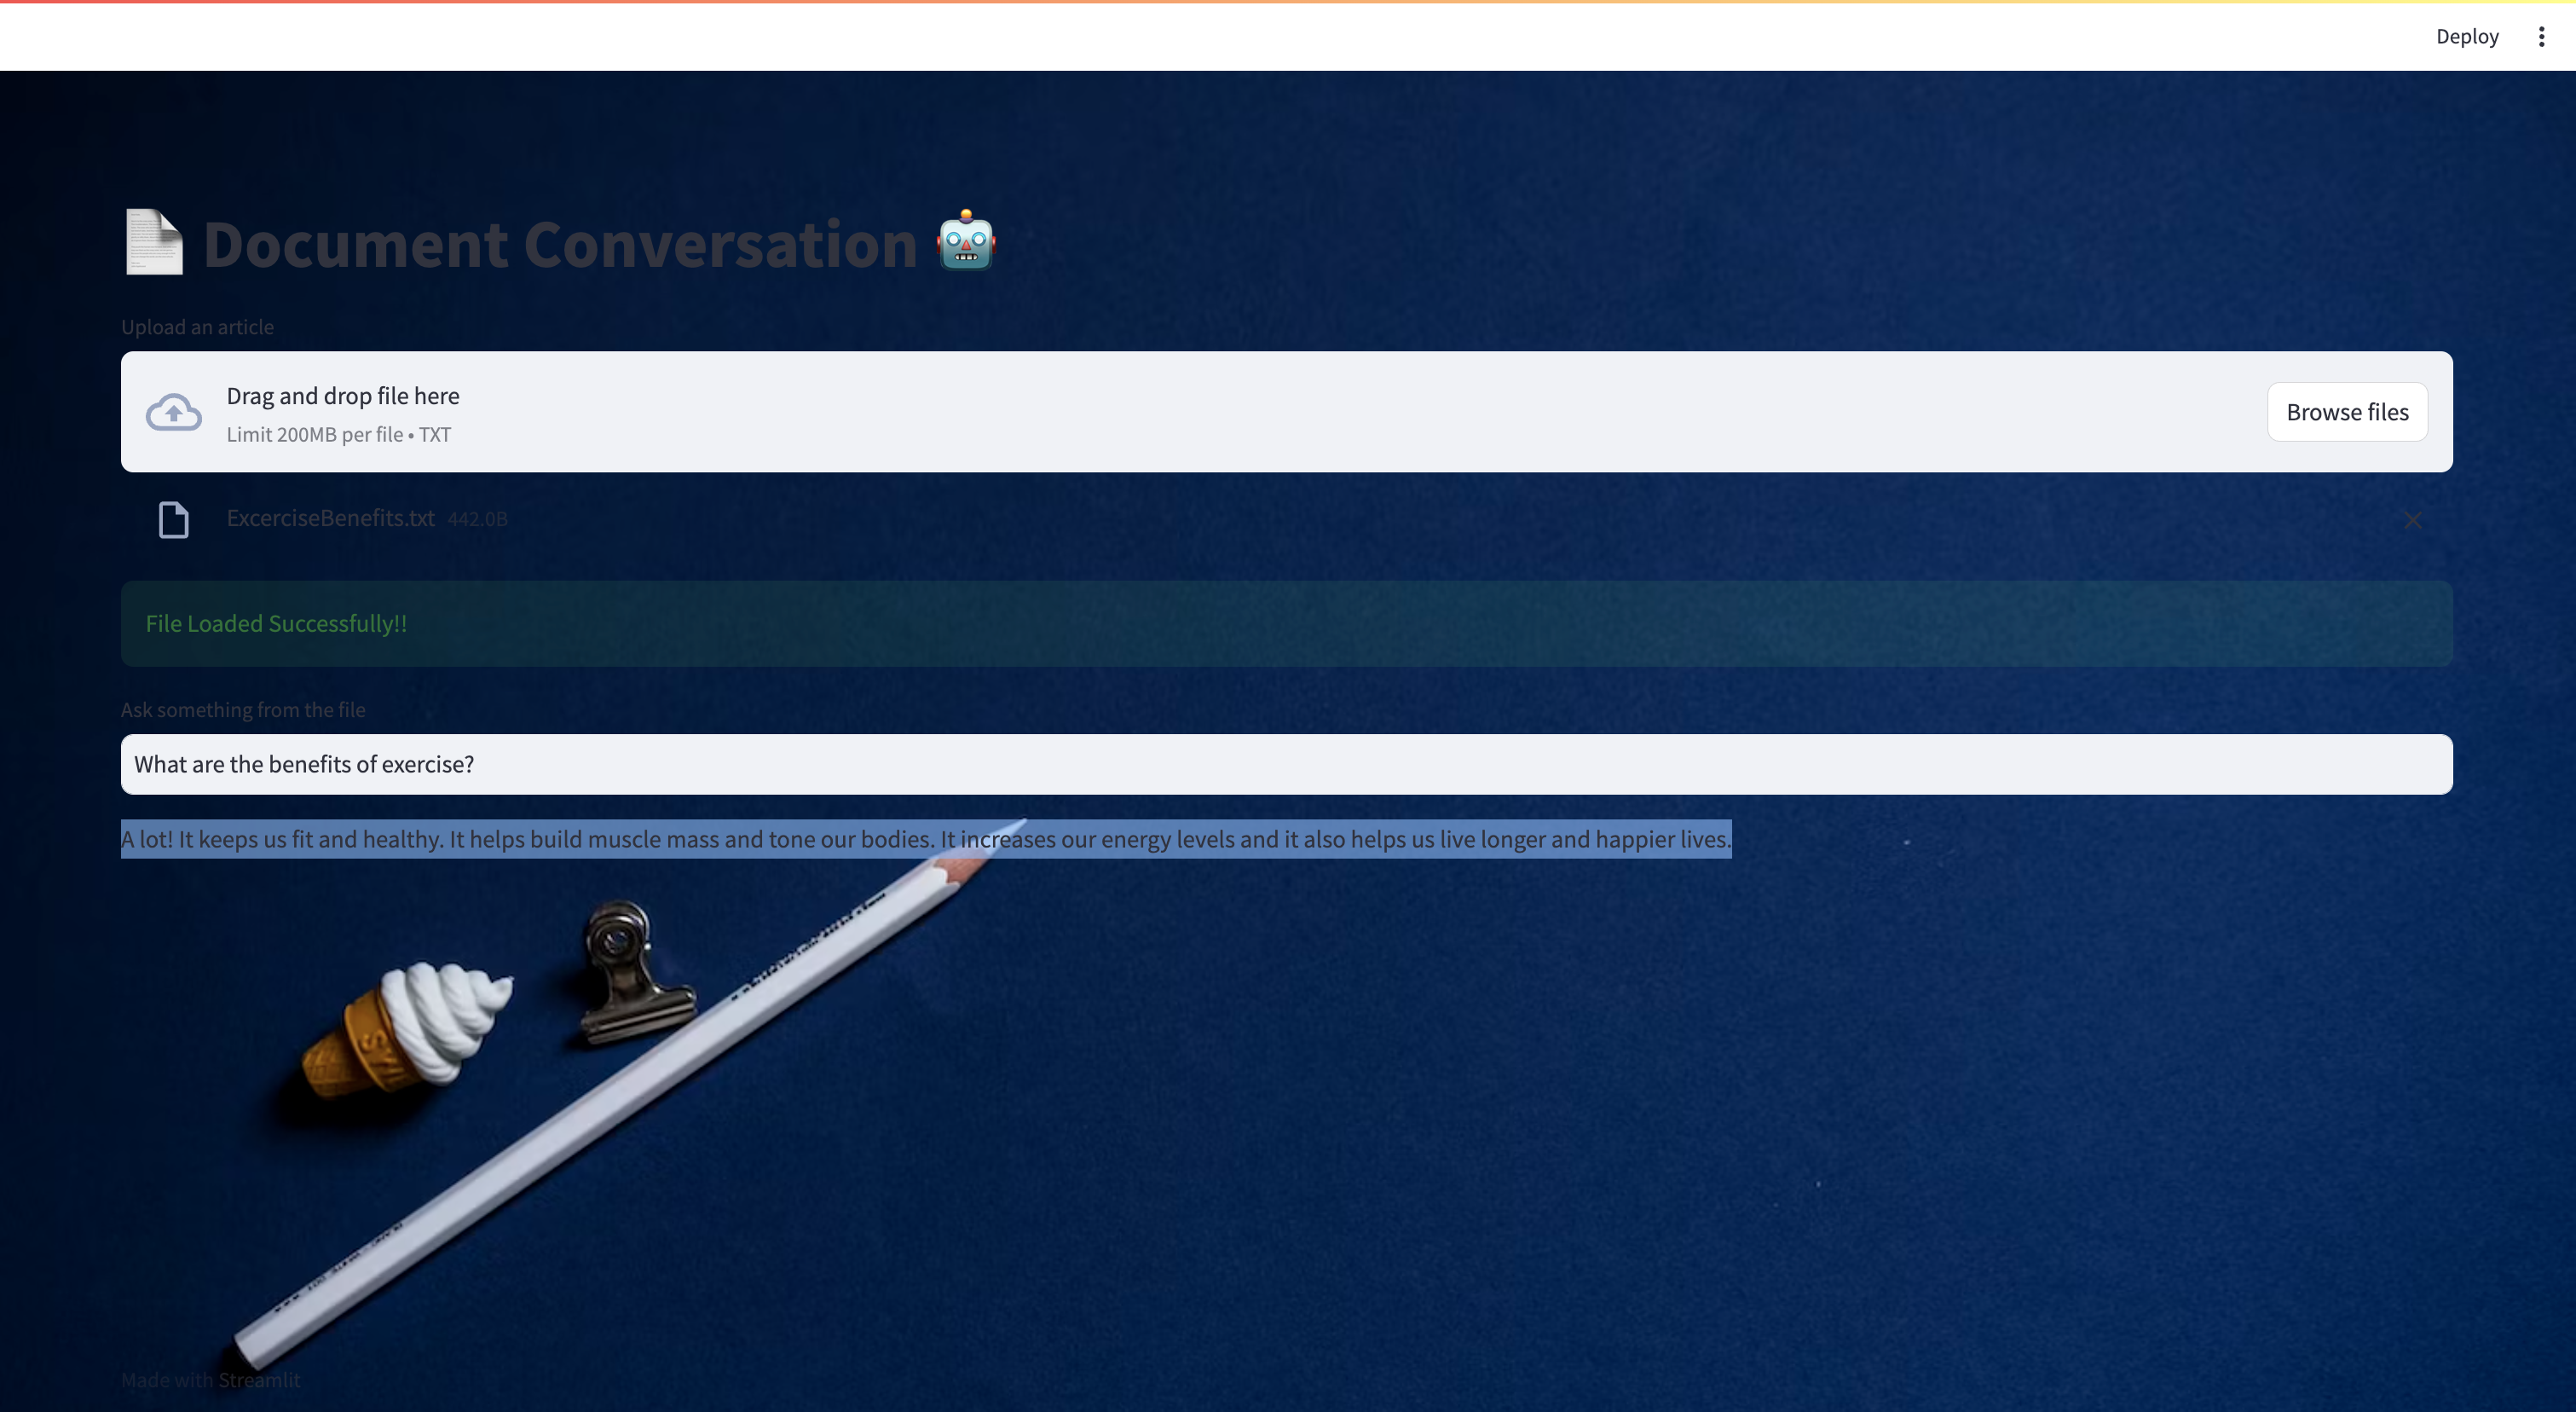 Deploy
Document Conversation
Upload an article
Drag and drop file here
Limit 200MB per file • TXT
Browse files
ExcerciseBenefits.txt 442.0B
File Loaded Successfully!!
Ask something from the file
What are the benefits of exercise?
A lot! It keeps us fit and healthy. It helps build muscle mass and tone our bodies. It increases our energy levels and it also helps us live longer and happier lives.
Made with Streamlit